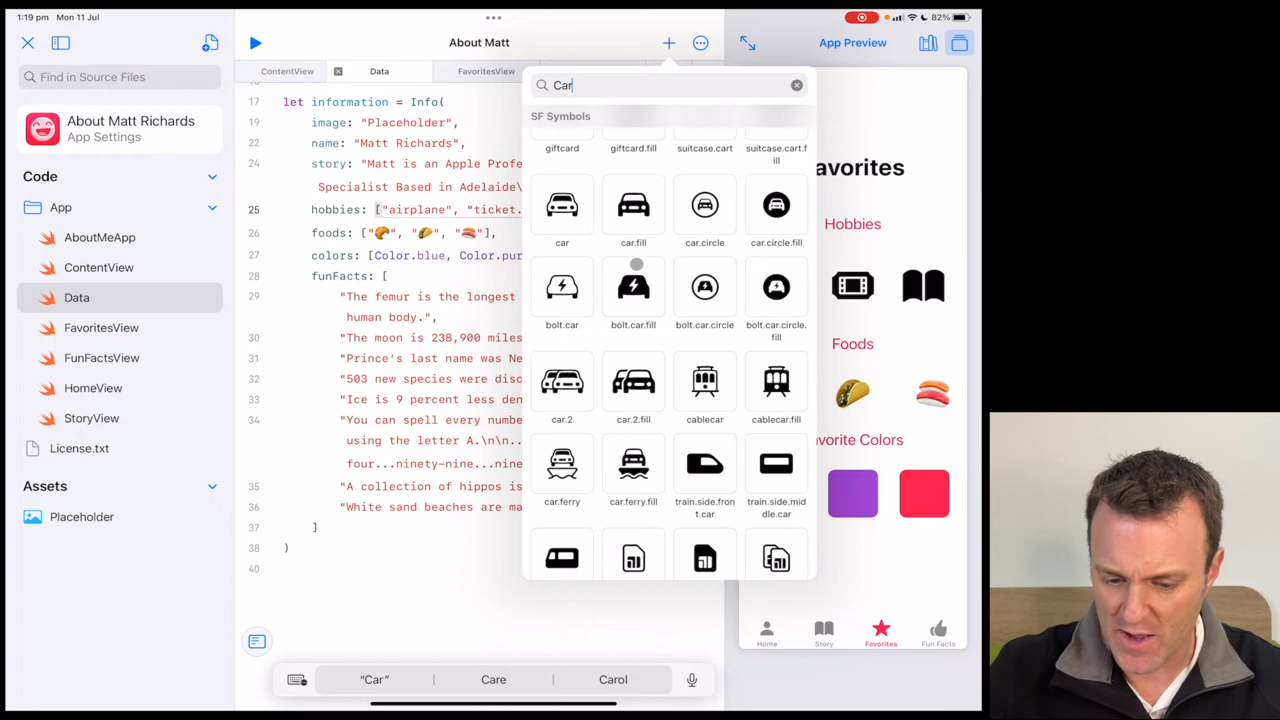 1:19 pm Mon 11 Jul
82%
About Matt
App Preview
Find in Source Files
ContentView
Data
FavoritesView
About Matt Richards
App Settings
Code
App
AboutMeApp
ContentView
Data
FavoritesView
FunFactsView
HomeView
StoryView
License.txt
Assets
Placeholder
17 let information = Info(
19 image: "Placeholder",
22 name: "Matt Richards",
24 story: "Matt is an Apple Profe
Specialist Based in Adelaide\
25 hobbies: ["airplane", "ticket.
26 foods: ["🥐", "🌮", "🍣"],
27 colors: [Color.blue, Color.pur
28 funFacts: [
29 "The femur is the longest
human body.",
30 "The moon is 238,900 miles
31 "Prince's last name was Ne
32 "503 new species were disc
33 "Ice is 9 percent less den
34 "You can spell every numbe
using the letter A.\n\n..
four...ninety-nine...nine
35 "A collection of hippos is
36 "White sand beaches are ma
37 ]
38 )
40
Car
SF Symbols
giftcard
giftcard.fill
suitcase.cart
suitcase.cart.f
ill
car
car.fill
car.circle
car.circle.fill
bolt.car
bolt.car.fill
bolt.car.circle
bolt.car.circle.
fill
car.2
car.2.fill
cablecar
cablecar.fill
car.ferry
car.ferry.fill
train.side.fron
t.car
train.side.mid
dle.car
avorites
Hobbies
Foods
avorite Colors
Home
Story
Favorites
Fun Facts
"Car"
Care
Carol